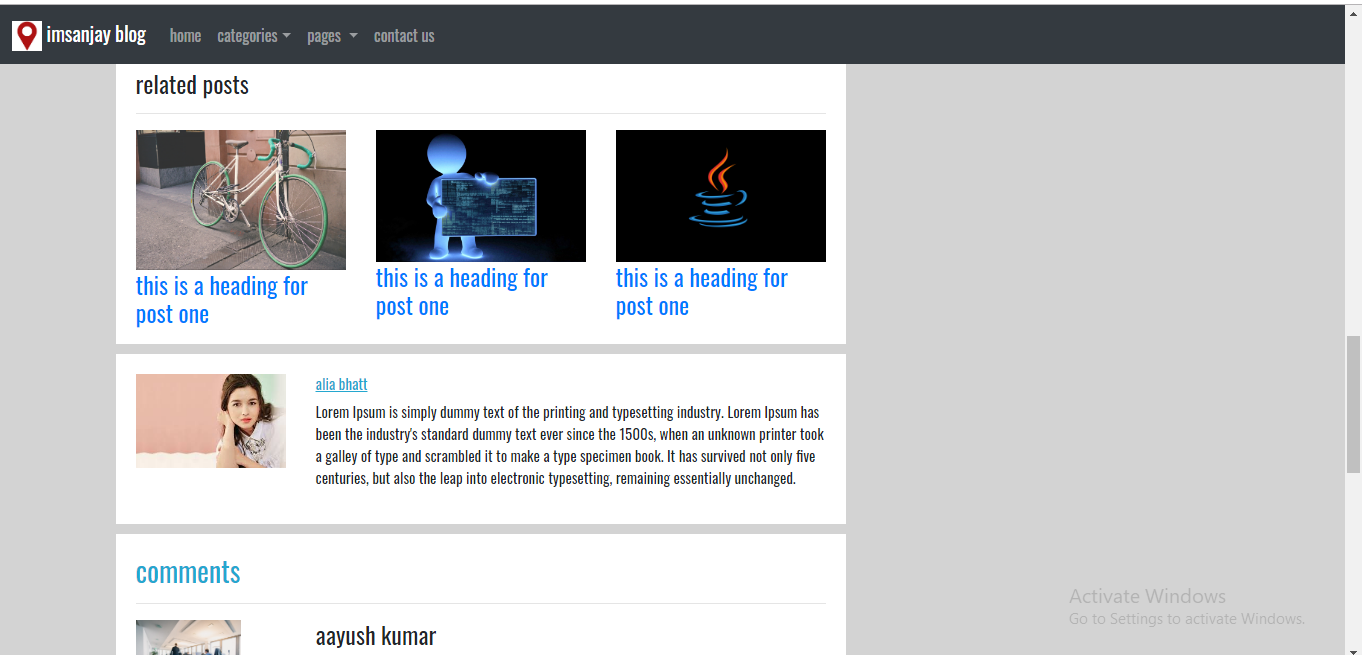 imsanjay blog home categories pages contact us
related posts
this is a heading for
post one
this is a heading for
post one
this is a heading for
post one
alia bhatt
Lorem Ipsum is simply dummy text of the printing and typesetting industry. Lorem Ipsum has
been the industry's standard dummy text ever since the 1500s, when an unknown printer took
a galley of type and scrambled it to make a type specimen book. It has survived not only five
centuries, but also the leap into electronic typesetting, remaining essentially unchanged.
comments
aayush kumar
Activate Windows
Go to Settings to activate Windows.